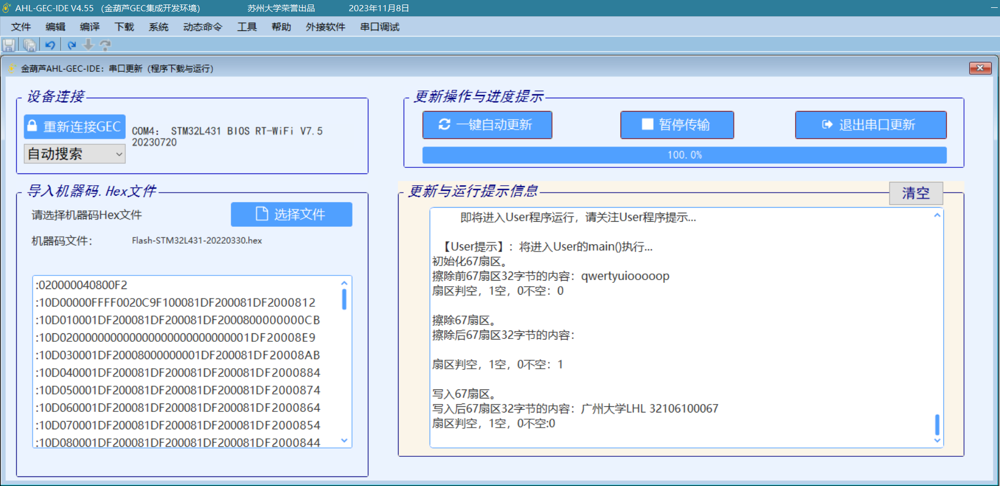 AHL-GEC-IDE V4.55 (金葫芦GEC集成开发环境) 苏州大学荣誉出品 2023年11月8日
文件 编辑 编译 下载 系统 动态命令 工具 帮助 外接软件 串口调试
金葫芦AHL-GEC-IDE：串口更新（程序下载与运行）
设备连接
重新连接GEC
COM4： STM32L431 BIOS RT-WiFi V7.5
20230720
自动搜索
更新操作与进度提示
一键自动更新 暂停传输 退出串口更新
100.0%
导入机器码.Hex文件
请选择机器码Hex文件 选择文件
机器码文件： Flash-STM32L431-20220330.hex
:020000040800F2
:10D00000FFFF0020C9F100081DF200081DF2000812
:10D010001DF200081DF200081DF2000800000000CB
:10D020000000000000000000000000001DF20008E9
:10D030001DF20008000000001DF200081DF20008AB
:10D040001DF200081DF200081DF200081DF2000884
:10D050001DF200081DF200081DF200081DF2000874
:10D060001DF200081DF200081DF200081DF2000864
:10D070001DF200081DF200081DF200081DF2000854
:10D080001DF200081DF200081DF200081DF2000844
更新与运行提示信息 清空
即将进入User程序运行，请关注User程序提示...
【User提示】：将进入User的main()执行...
初始化67扇区。
擦除前67扇区32字节的内容：qwertyuiooooop
扇区判空，1空，0不空：0
擦除67扇区。
擦除后67扇区32字节的内容：
扇区判空，1空，0不空：1
写入67扇区。
写入后67扇区32字节的内容：广州大学LHL 32106100067
扇区判空，1空，0不空:0